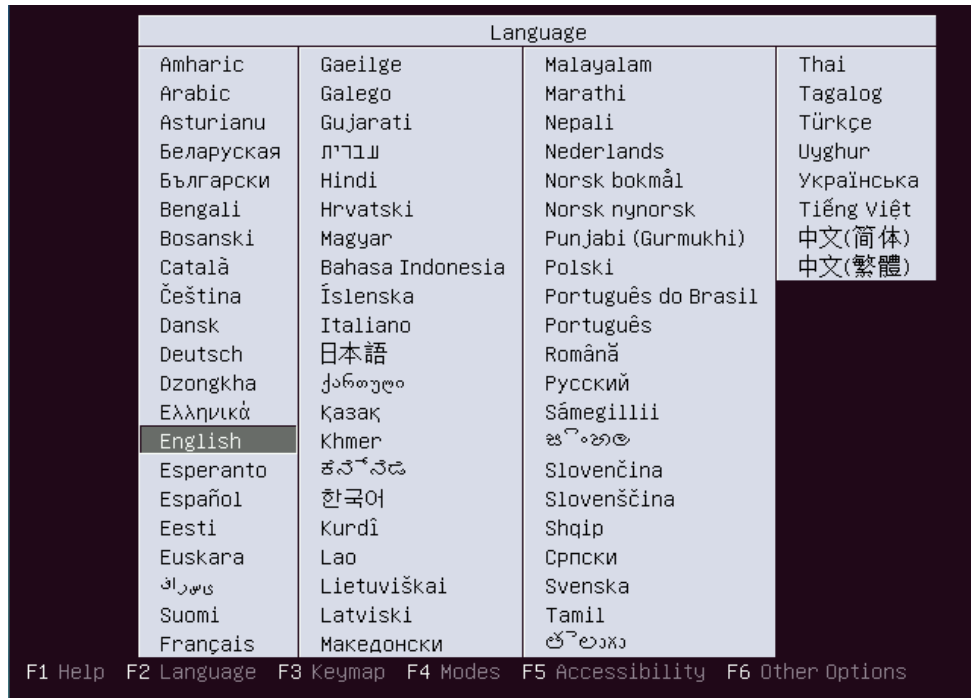 Language
Amharic
Arabic
Asturianu
Беларуская
Български
Bengali
Bosanski
Català
Čeština
Dansk
Deutsch
Dzongkha
Ελληνικά
English
Esperanto
Español
Eesti
Euskara
ﻰﺳﺭﺎﻓ
Suomi
Français
Gaeilge
Galego
Gujarati
עברית
Hindi
Hrvatski
Magyar
Bahasa Indonesia
Íslenska
Italiano
日本語
ქართული
Қазақ
Khmer
ಕನ್ನಡ
한국어
Kurdî
Lao
Lietuviškai
Latviski
Македонски
Malayalam
Marathi
Nepali
Nederlands
Norsk bokmål
Norsk nynorsk
Punjabi (Gurmukhi)
Polski
Português do Brasil
Português
Română
Русский
Sámegillii
සිංහල
Slovenčina
Slovenščina
Shqip
Српски
Svenska
Tamil
తెలుగు
Thai
Tagalog
Türkçe
Uyghur
Українська
Tiếng Việt
中文(简体)
中文(繁體)
F1 Help F2 Language F3 Keymap F4 Modes F5 Accessibility F6 Other Options